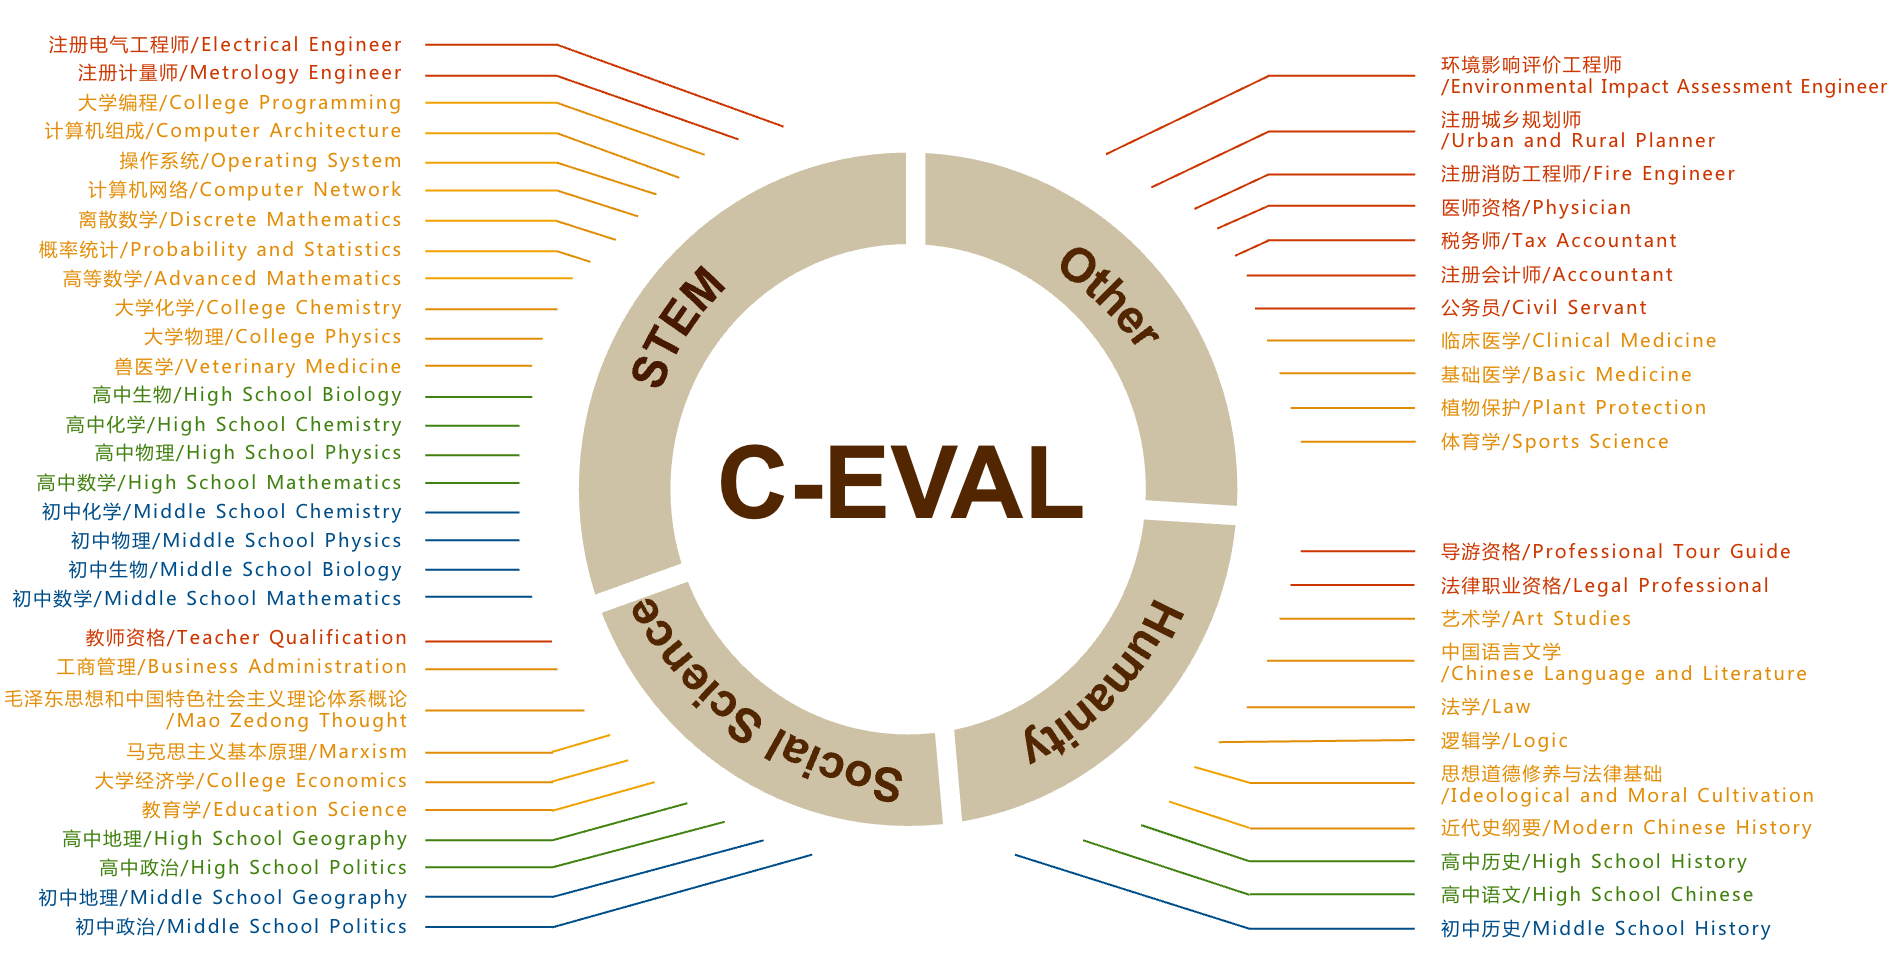 注册电气工程师/Electrical Engineer
注册计量师/Metrology Engineer
大学编程/College Programming
计算机组成/Computer Architecture
操作系统/Operating System
计算机网络/Computer Network
离散数学/Discrete Mathematics
概率统计/Probability and Statistics
高等数学/Advanced Mathematics
大学化学/College Chemistry
大学物理/College Physics
兽医学/Veterinary Medicine
高中生物/High School Biology
高中化学/High School Chemistry
高中物理/High School Physics
高中数学/High School Mathematics
初中化学/Middle School Chemistry
初中物理/Middle School Physics
初中生物/Middle School Biology
初中数学/Middle School Mathematics
教师资格/Teacher Qualification
工商管理/Business Administration
毛泽东思想和中国特色社会主义理论体系概论
/Mao Zedong Thought
马克思主义基本原理/Marxism
大学经济学/College Economics
教育学/Education Science
高中地理/High School Geography
高中政治/High School Politics
初中地理/Middle School Geography
初中政治/Middle School Politics
STEM
Other
C-EVAL
Social Science
Humanity
环境影响评价工程师
/Environmental Impact Assessment Engineer
注册城乡规划师
/Urban and Rural Planner
注册消防工程师/Fire Engineer
医师资格/Physician
税务师/Tax Accountant
注册会计师/Accountant
公务员/Civil Servant
临床医学/Clinical Medicine
基础医学/Basic Medicine
植物保护/Plant Protection
体育学/Sports Science
导游资格/Professional Tour Guide
法律职业资格/Legal Professional
艺术学/Art Studies
中国语言文学
/Chinese Language and Literature
法学/Law
逻辑学/Logic
思想道德修养与法律基础
/Ideological and Moral Cultivation
近代史纲要/Modern Chinese History
高中历史/High School History
高中语文/High School Chinese
初中历史/Middle School History